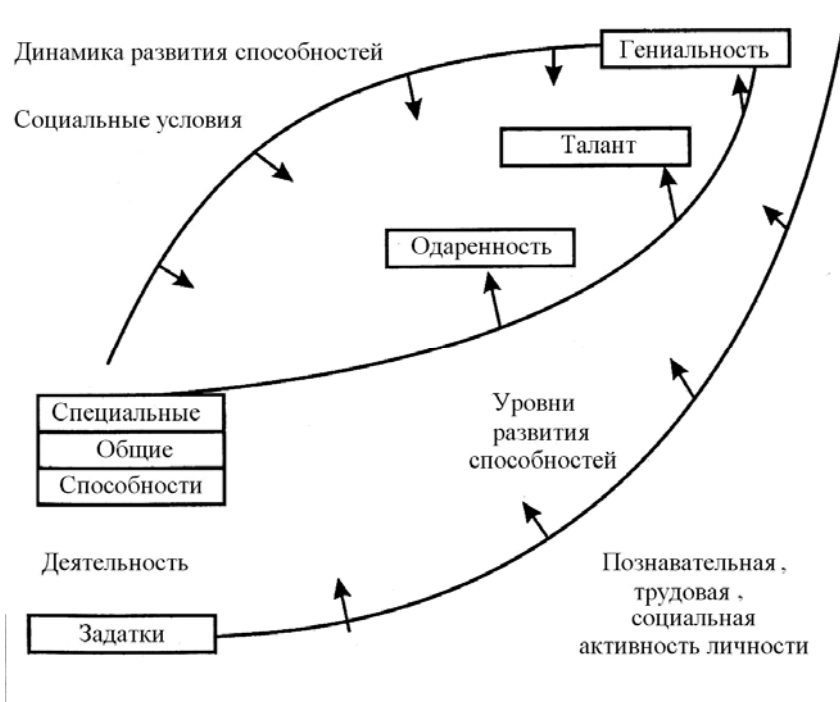 Динамика развития способностей
Гениальность
Социальные условия
Талант
Одаренность
Специальные
Общие
Способности
Уровни
развития
способностей
Деятельность
Задатки
Познавательная ,
трудовая ,
социальная
активность личности